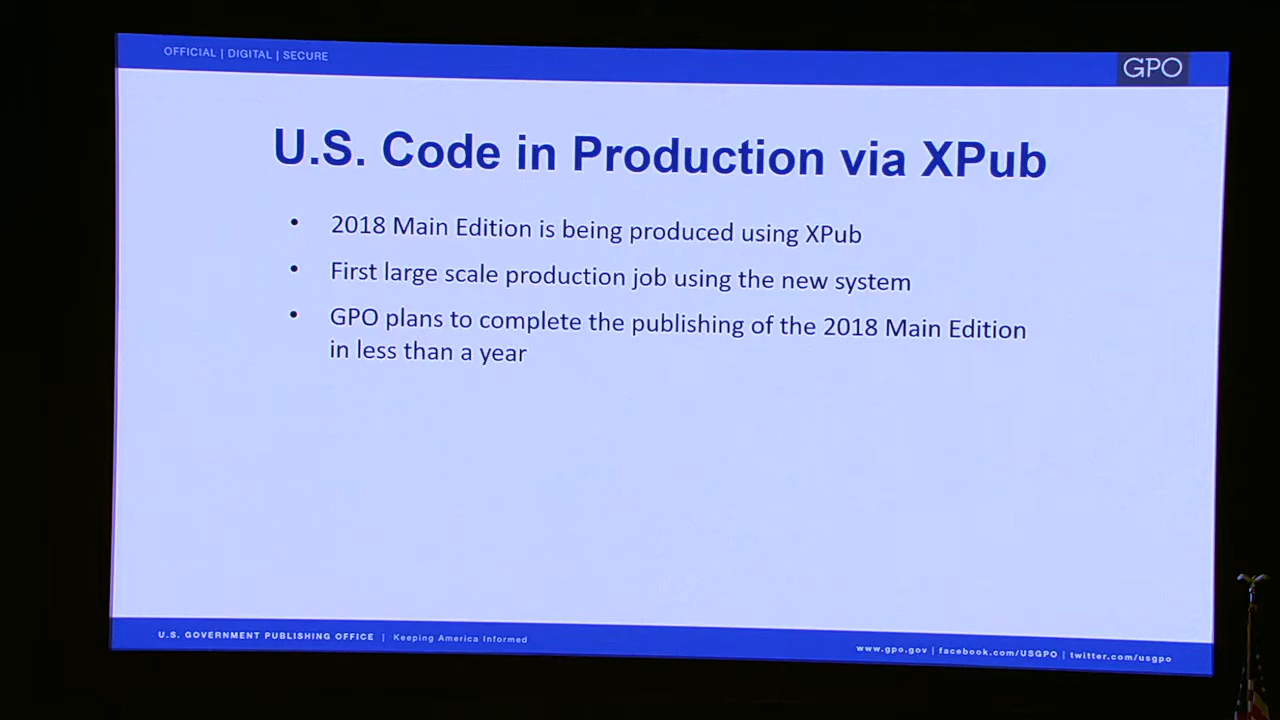 OFFICIAL | DIGITAL | SECURE
GPO
U.S. Code in Production via XPub
• 2018 Main Edition is being produced using XPub
• First large scale production job using the new system
• GPO plans to complete the publishing of the 2018 Main Edition
in less than a year
U.S. GOVERNMENT PUBLISHING OFFICE | Keeping America Informed
www.gpo.gov | facebook.com/USGPO | twitter.com/usgpo